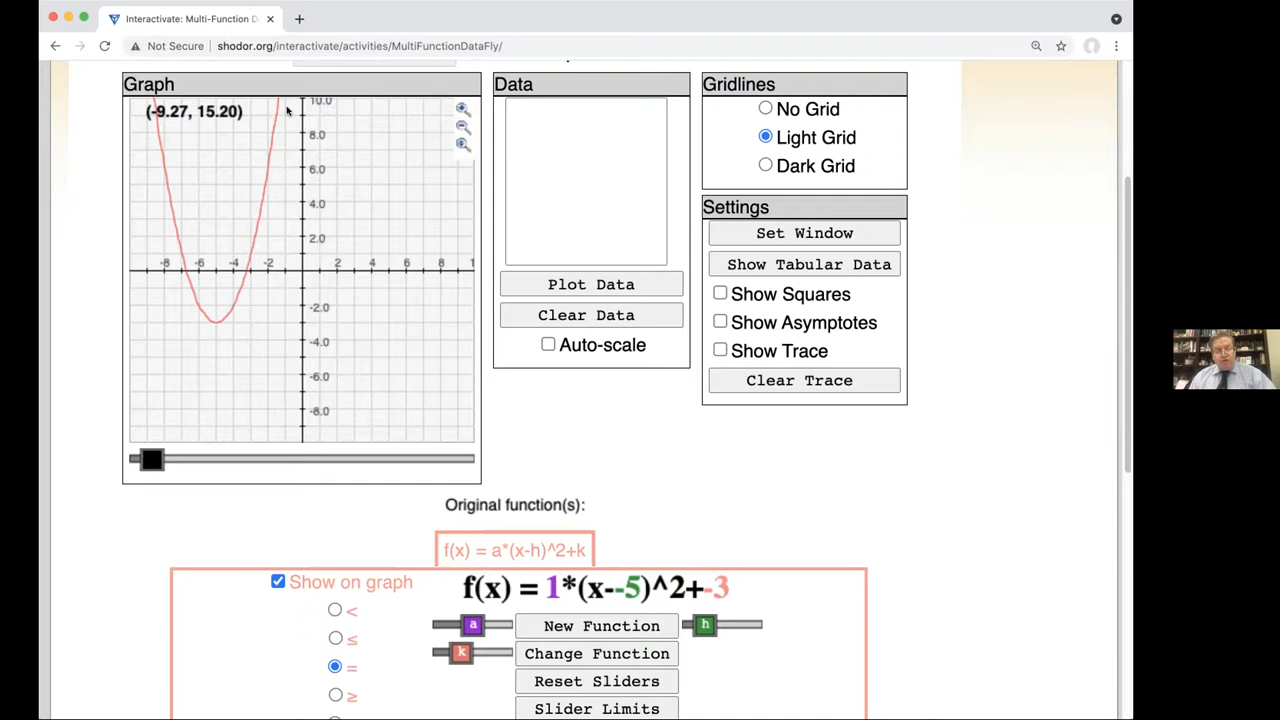 Interactivate: Multi-Function D
Not Secure
shodor.org/interactivate/activities/MultiFunctionDataFly/
Graph
(-9.27, 15.20)
10.0
8.0
6.0
4.0
2.0
-8 -6 -4 -2 2 4 6 8 1
-2.0
-4.0
-6.0
-8.0
Data
Plot Data
Clear Data
Auto-scale
Gridlines
No Grid
Light Grid
Dark Grid
Settings
Set Window
Show Tabular Data
Show Squares
Show Asymptotes
Show Trace
Clear Trace
Original function(s):
f(x) = a*(x-h)^2+k
Show on graph
f(x) = 1*(x--5)^2+-3
<
≤
=
≥
a
New Function
h
k
Change Function
Reset Sliders
Slider Limits